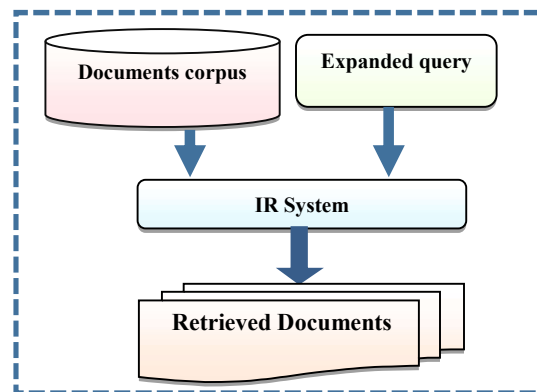 Documents corpus
Expanded query
IR System
Retrieved Documents